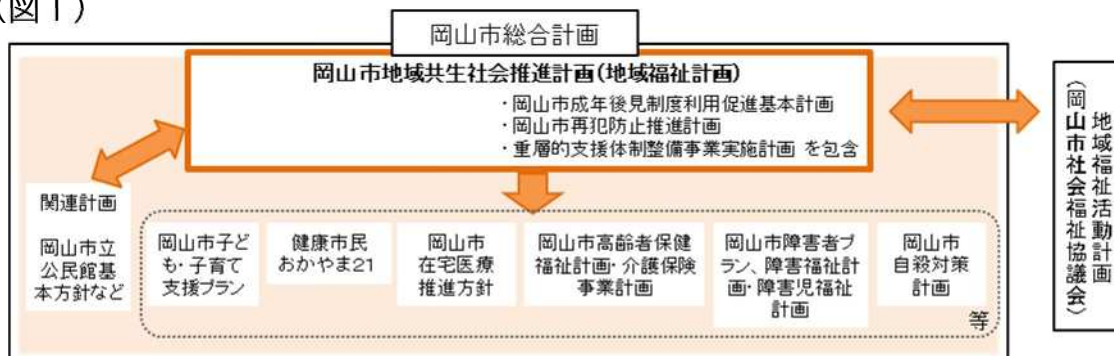 (図1)
岡山市総合計画
岡山市地域共生社会推進計画(地域福祉計画)
・岡山市成年後見制度利用促進基本計画
・岡山市再犯防止推進計画
・重層的支援体制整備事業実施計画 を包含
関連計画
岡山市立
公民館基
本方針など
岡山市子ど
も・子育て
支援プラン
健康市民
おかやま21
岡山市
在宅医療
推進方針
岡山市高齢者保健
福祉計画・介護保険
事業計画
岡山市障害者プ
ラン、障害福祉計
画・障害児福祉
計画
岡山市
自殺対策
計画
等
地域福祉活動計画
(岡山市社会福祉協議会)